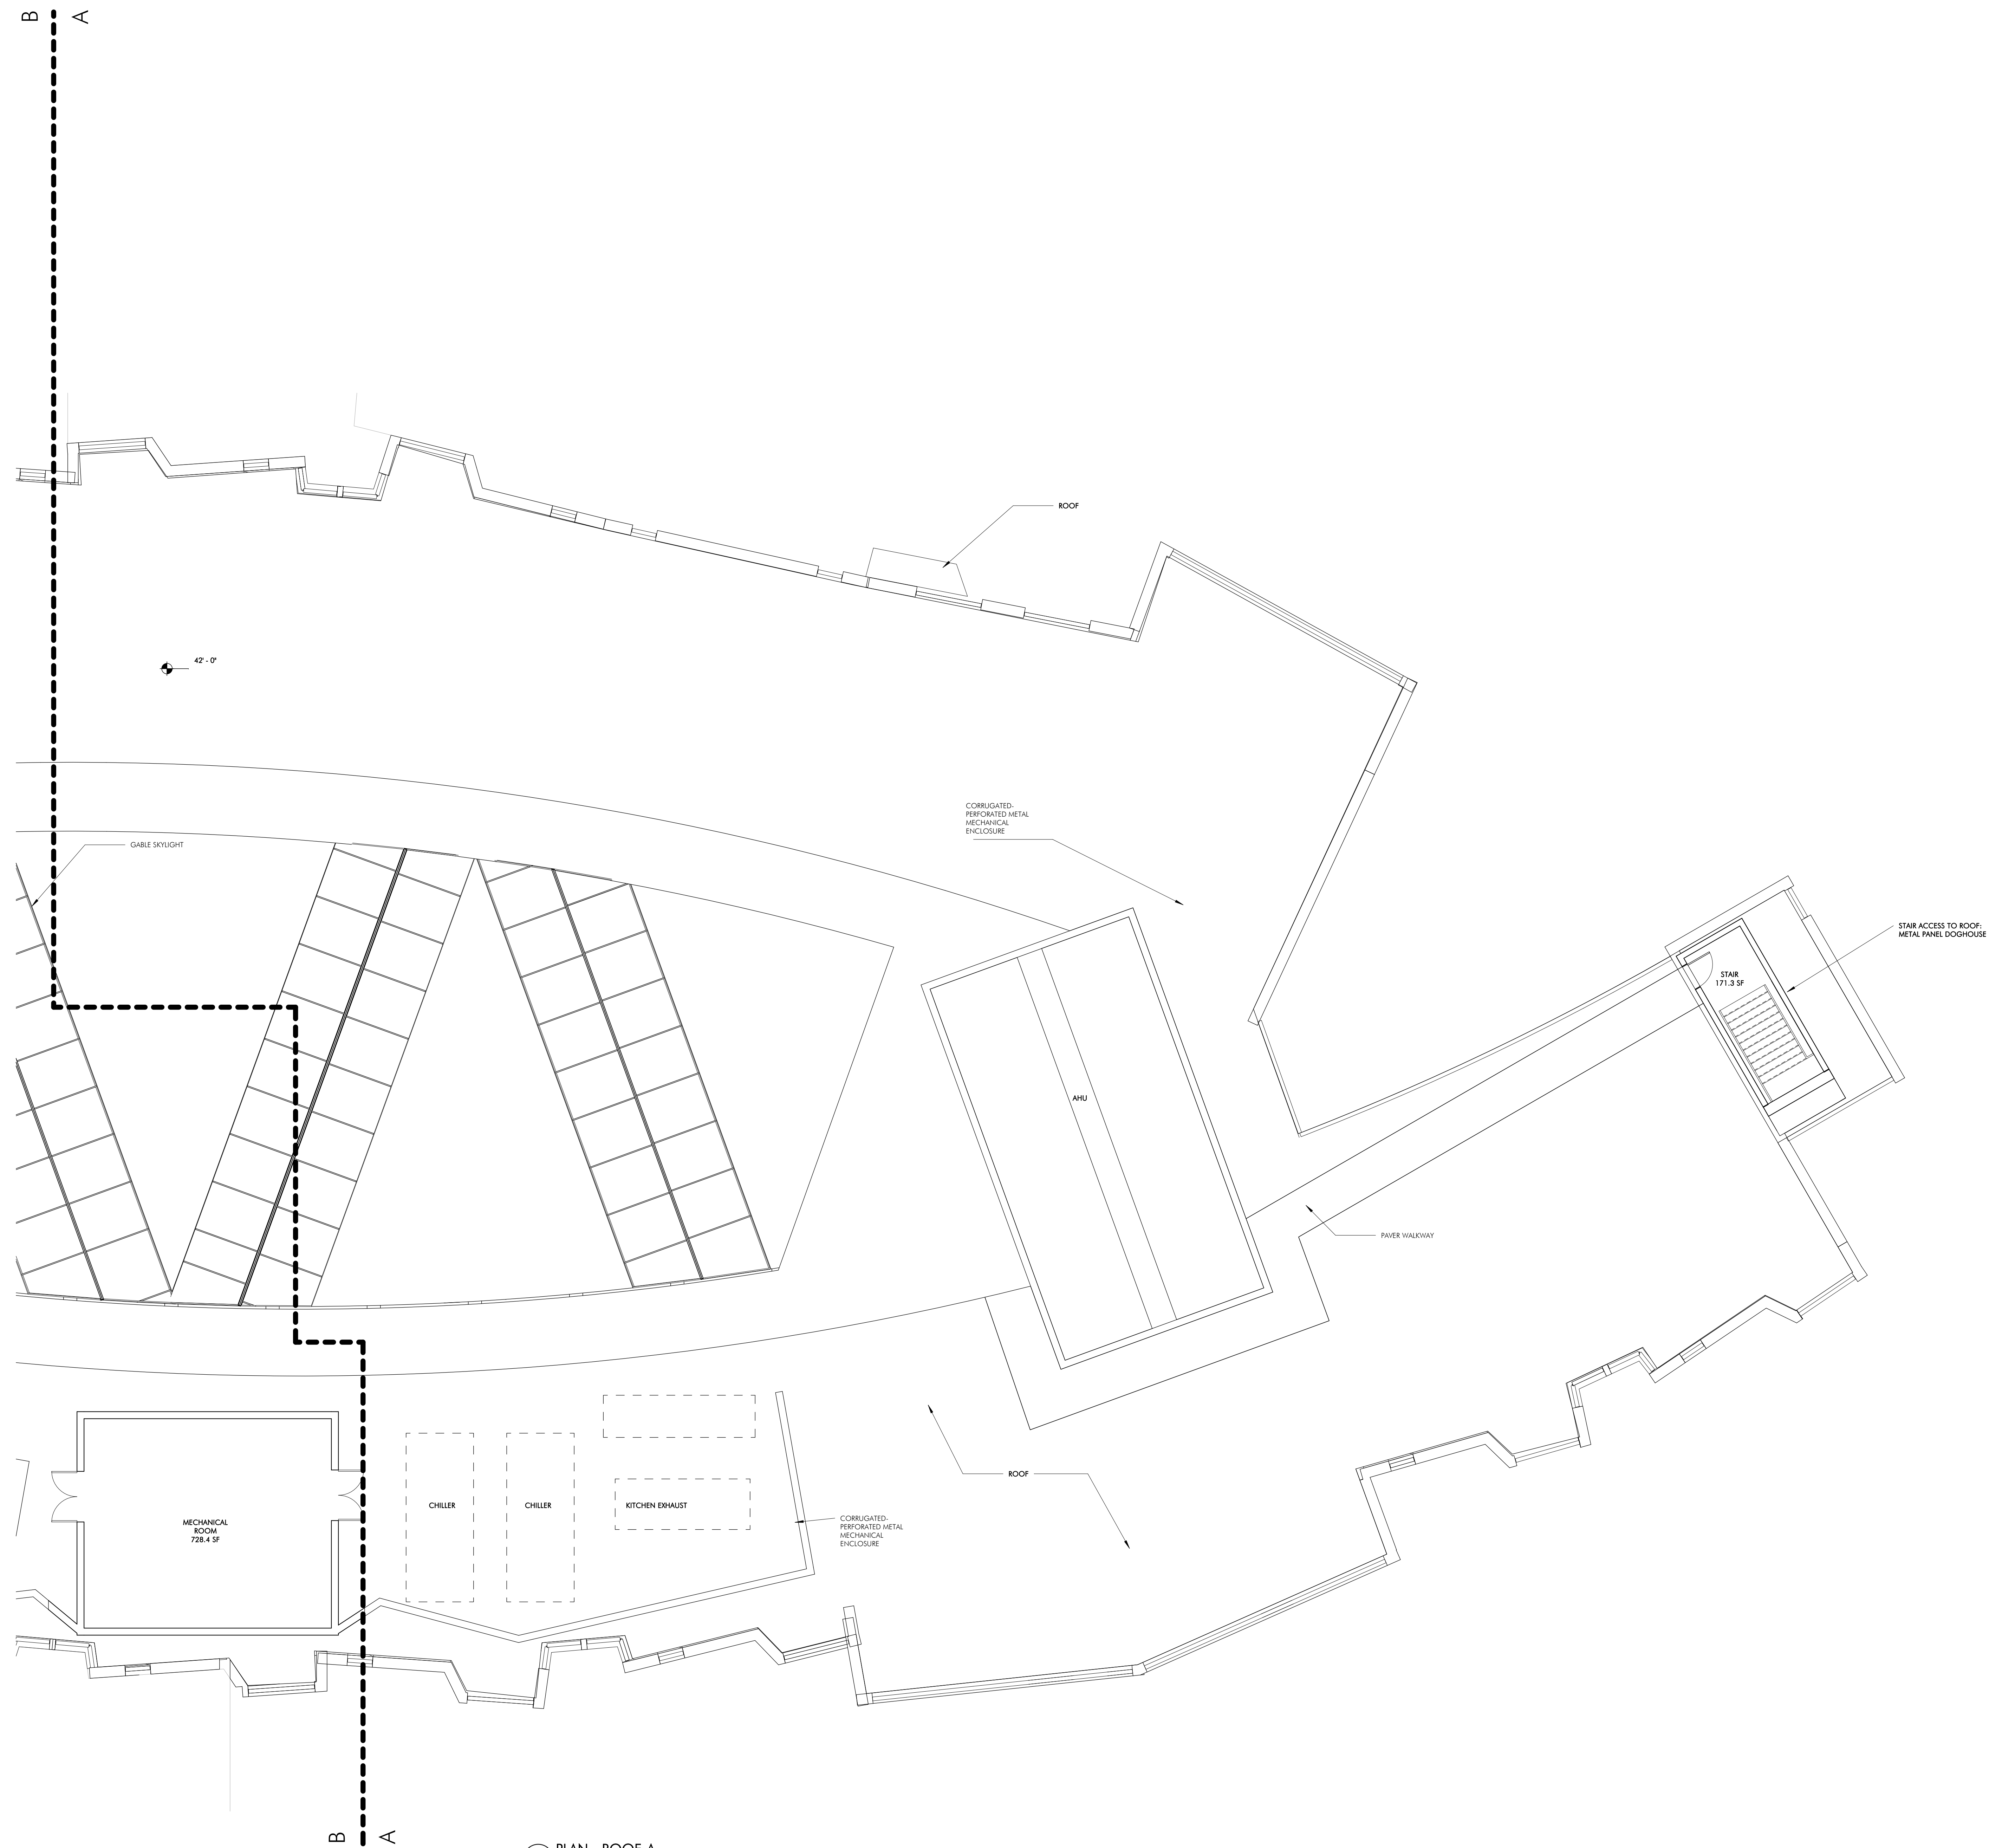 B
A
ROOF
42' - 0"
CORRUGATED-
PERFORATED METAL
MECHANICAL
ENCLOSURE
GABLE SKYLIGHT
STAIR ACCESS TO ROOF:
METAL PANEL DOGHOUSE
STAIR
171.3 SF
AHU
PAVER WALKWAY
ROOF
CHILLER
CHILLER
KITCHEN EXHAUST
MECHANICAL
ROOM
728.4 SF
CORRUGATED-
PERFORATED METAL
MECHANICAL
ENCLOSURE
B
A
PLAN - ROOF A